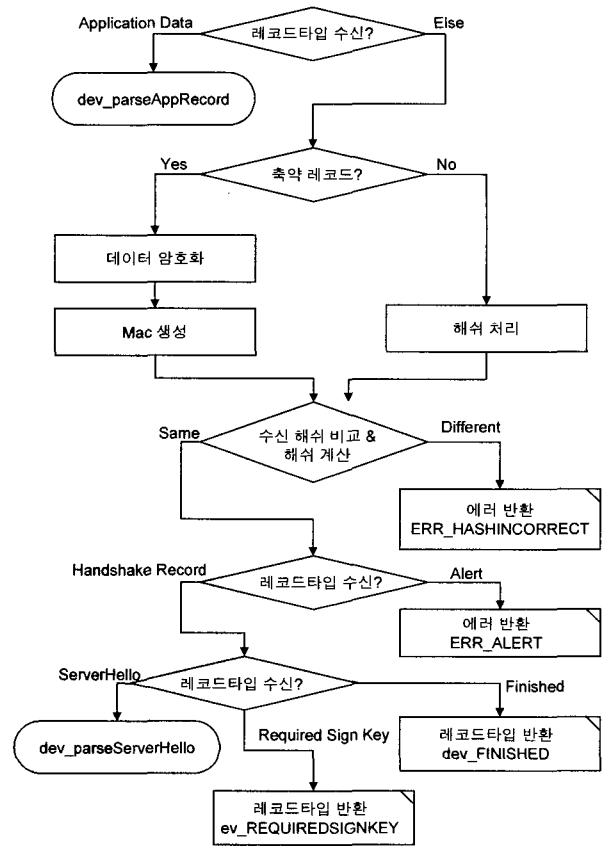 Application Data
레코드타입 수신?
Else
dev_parseAppRecord
Yes
축약 레코드?
No
데이터 암호화
Mac 생성
해쉬 처리
Same
수신 해쉬 비교 &
해쉬 계산
Different
에러 반환
ERR_HASHINCORRECT
Handshake Record
레코드타입 수신?
Alert
에러 반환
ERR_ALERT
ServerHello
레코드타입 수신?
Finished
dev_parseServerHello
Required Sign Key
레코드타입 반환
dev_FINISHED
레코드타입 반환
ev_REQUIREDSIGNKEY